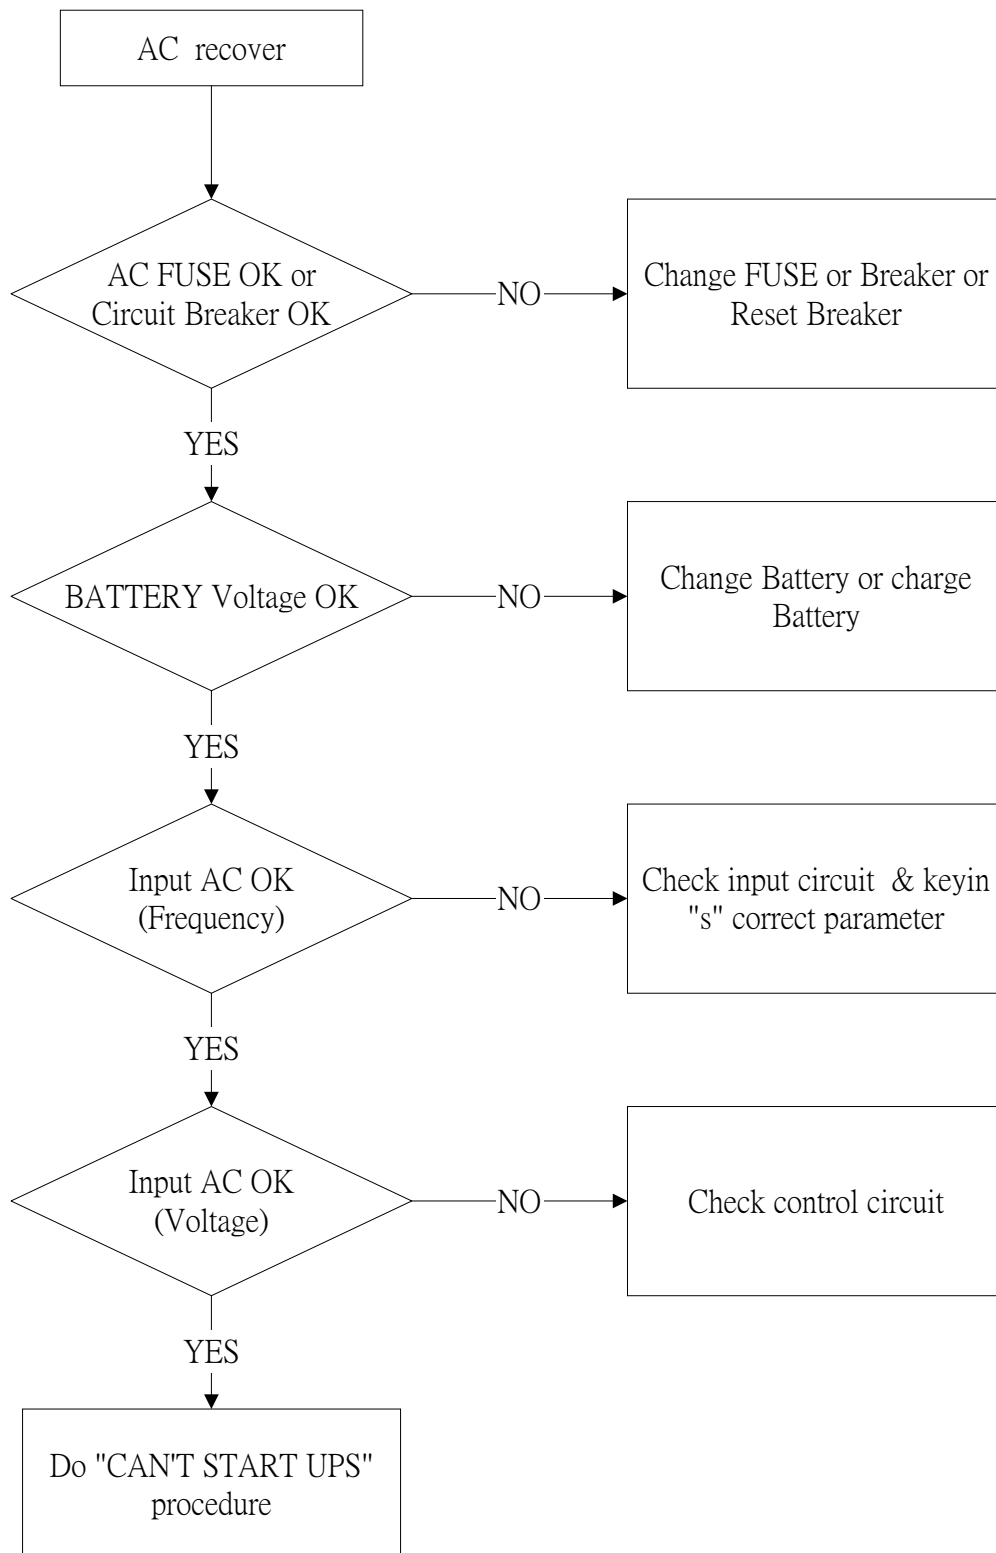 AC recover
AC FUSE OK or
Circuit Breaker OK
NO
Change FUSE or Breaker or
Reset Breaker
YES
BATTERY Voltage OK
NO
Change Battery or charge
Battery
YES
Input AC OK
(Frequency)
NO
Check input circuit & keyin
"s" correct parameter
YES
Input AC OK
(Voltage)
NO
Check control circuit
YES
Do "CAN'T START UPS"
procedure